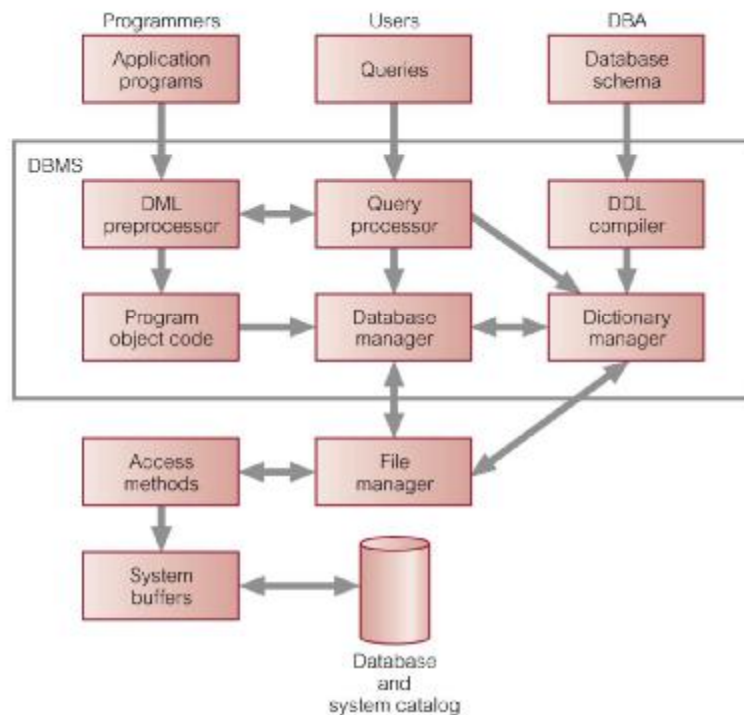 Programmers
Users
DBA
Application
programs
Queries
Database
schema
DBMS
DML
preprocessor
Query
processor
DDL
compiler
Program
object code
Database
manager
Dictionary
manager
Access
methods
File
manager
System
buffers
Database
and
system catalog